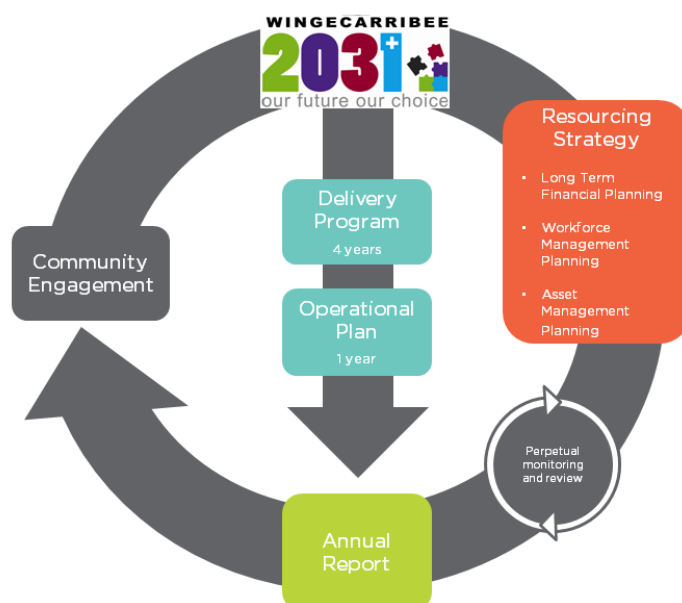 WINGECARRIBEE
2031+
our future our choice
Resourcing
Strategy
▪ Long Term
Financial Planning
▪ Workforce
Management
Planning
▪ Asset
Management
Planning
Delivery
Program
4 years
Community
Engagement
Operational
Plan
1 year
Perpetual
monitoring
and review
Annual
Report